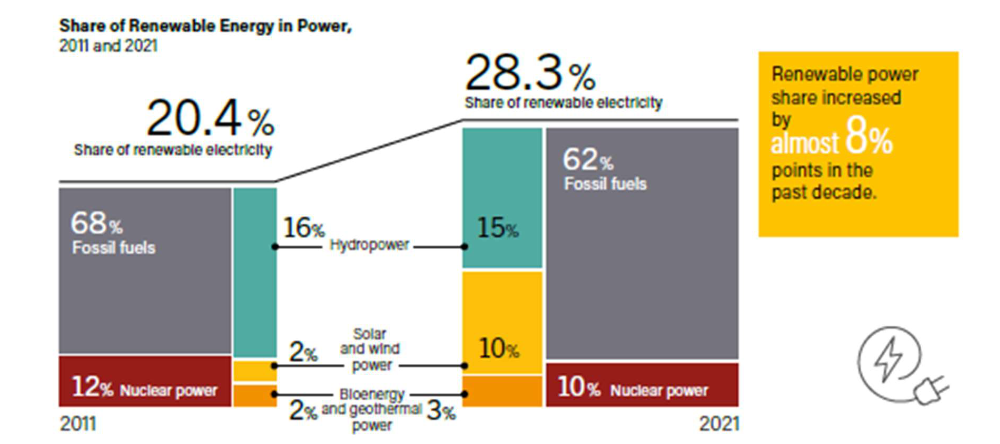 Share of Renewable Energy in Power,
2011 and 2021
20.4%
Share of renewable electricity
28.3%
Share of renewable electricity
Renewable power
share increased
by
almost 8%
points in the
past decade.
68%
Fossil fuels
12% Nuclear power
16%
Hydropower
15%
2%
Solar
and wind
power
10%
2%
Bioenergy
and geothermal
power
3%
62%
Fossil fuels
10% Nuclear power
2011
2021